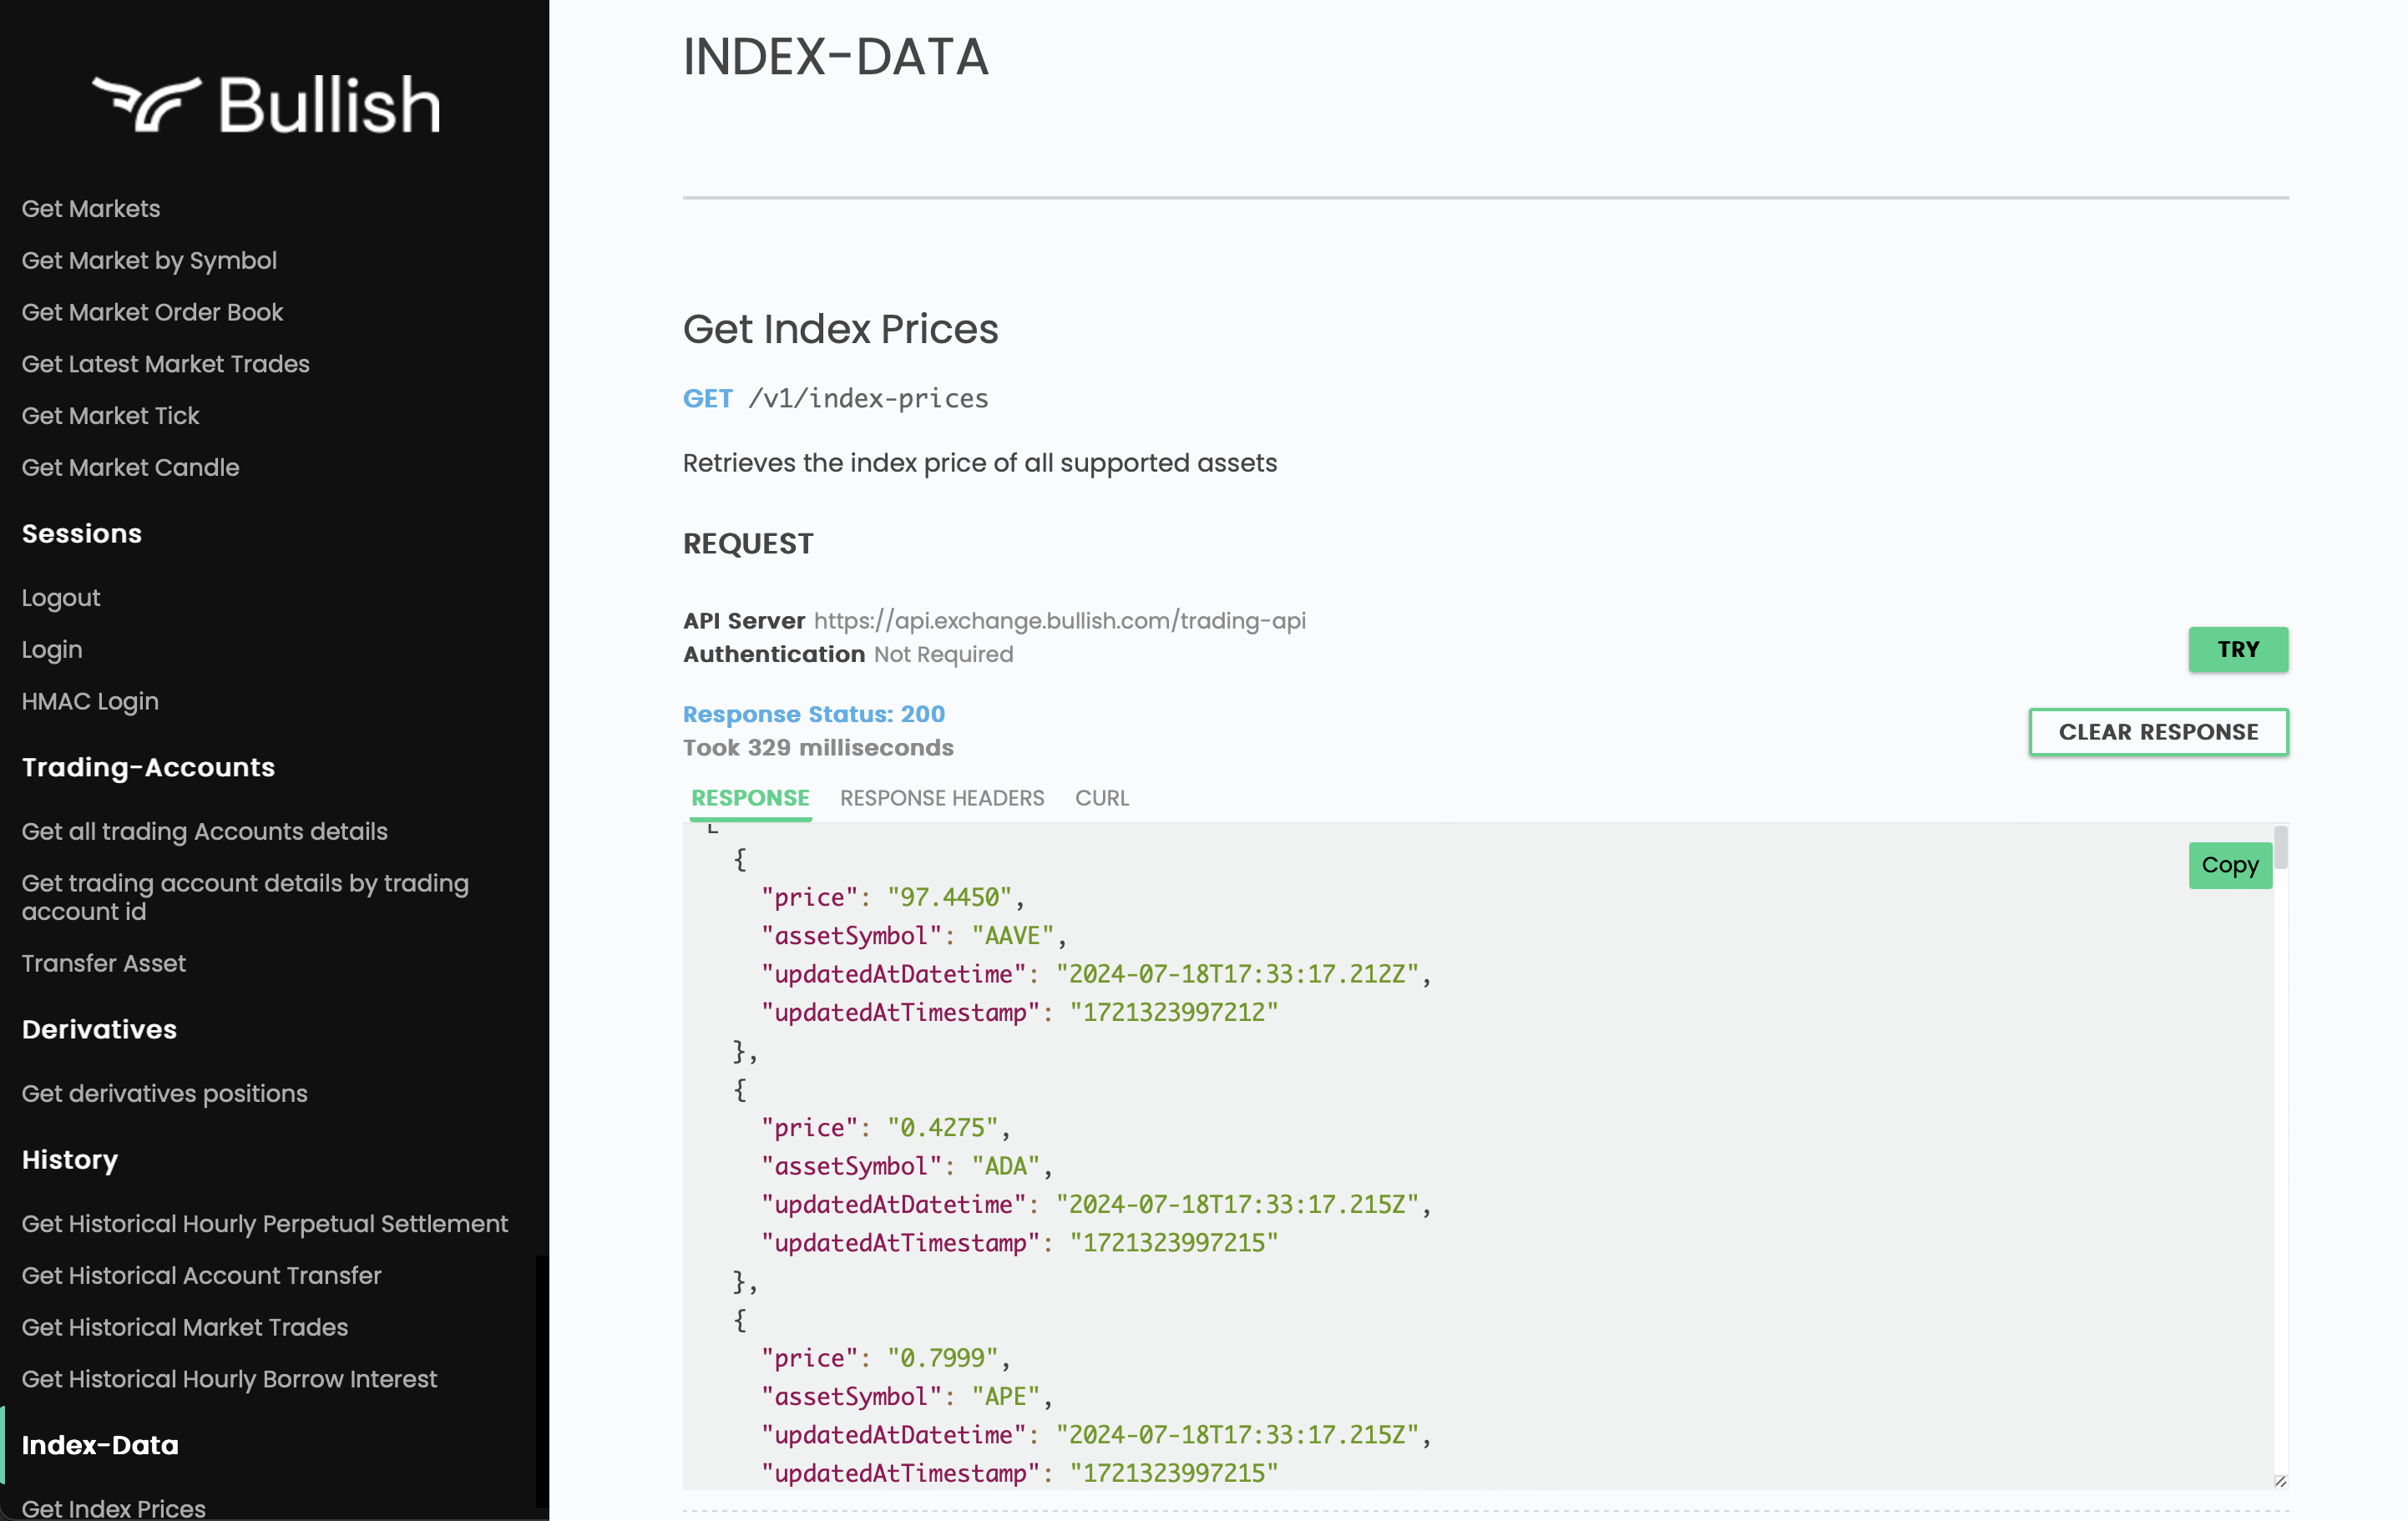 Bullish
Get Markets
Get Market by Symbol
Get Market Order Book
Get Latest Market Trades
Get Market Tick
Get Market Candle
Sessions
Logout
Login
HMAC Login
Trading-Accounts
Get all trading Accounts details
Get trading account details by trading
account id
Transfer Asset
Derivatives
Get derivatives positions
History
Get Historical Hourly Perpetual Settlement
Get Historical Account Transfer
Get Historical Market Trades
Get Historical Hourly Borrow Interest
Index-Data
Get Index Prices
INDEX-DATA
Get Index Prices
GET /v1/index-prices
Retrieves the index price of all supported assets
REQUEST
API Server https://api.exchange.bullish.com/trading-api
Authentication Not Required
TRY
Response Status: 200
Took 329 milliseconds
CLEAR RESPONSE
RESPONSE RESPONSE HEADERS CURL
Copy
[
{
"price": "97.4450",
"assetSymbol": "AAVE",
"updatedAtDatetime": "2024-07-18T17:33:17.212Z",
"updatedAtTimestamp": "1721323997212"
},
{
"price": "0.4275",
"assetSymbol": "ADA",
"updatedAtDatetime": "2024-07-18T17:33:17.215Z",
"updatedAtTimestamp": "1721323997215"
},
{
"price": "0.7999",
"assetSymbol": "APE",
"updatedAtDatetime": "2024-07-18T17:33:17.215Z",
"updatedAtTimestamp": "1721323997215"